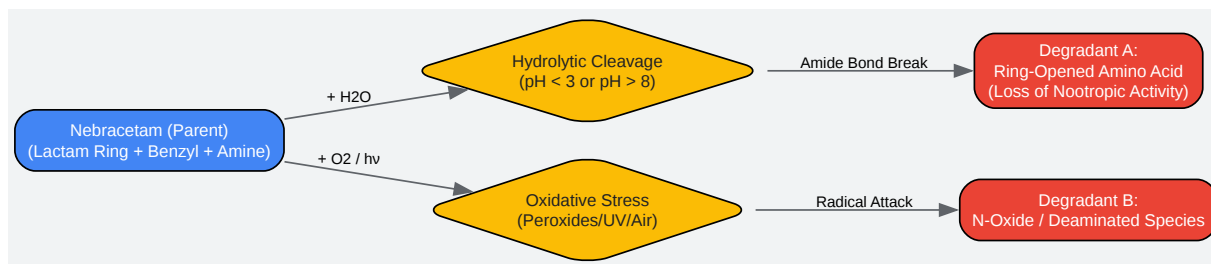 Nebracetam (Parent)
(Lactam Ring + Benzyl + Amine)
+ H2O
+ O2 / hν
Hydrolytic Cleavage
(pH < 3 or pH > 8)
Oxidative Stress
(Peroxides/UV/Air)
Amide Bond Break
Radical Attack
Degradant A:
Ring-Opened Amino Acid
(Loss of Nootropic Activity)
Degradant B:
N-Oxide / Deaminated Species